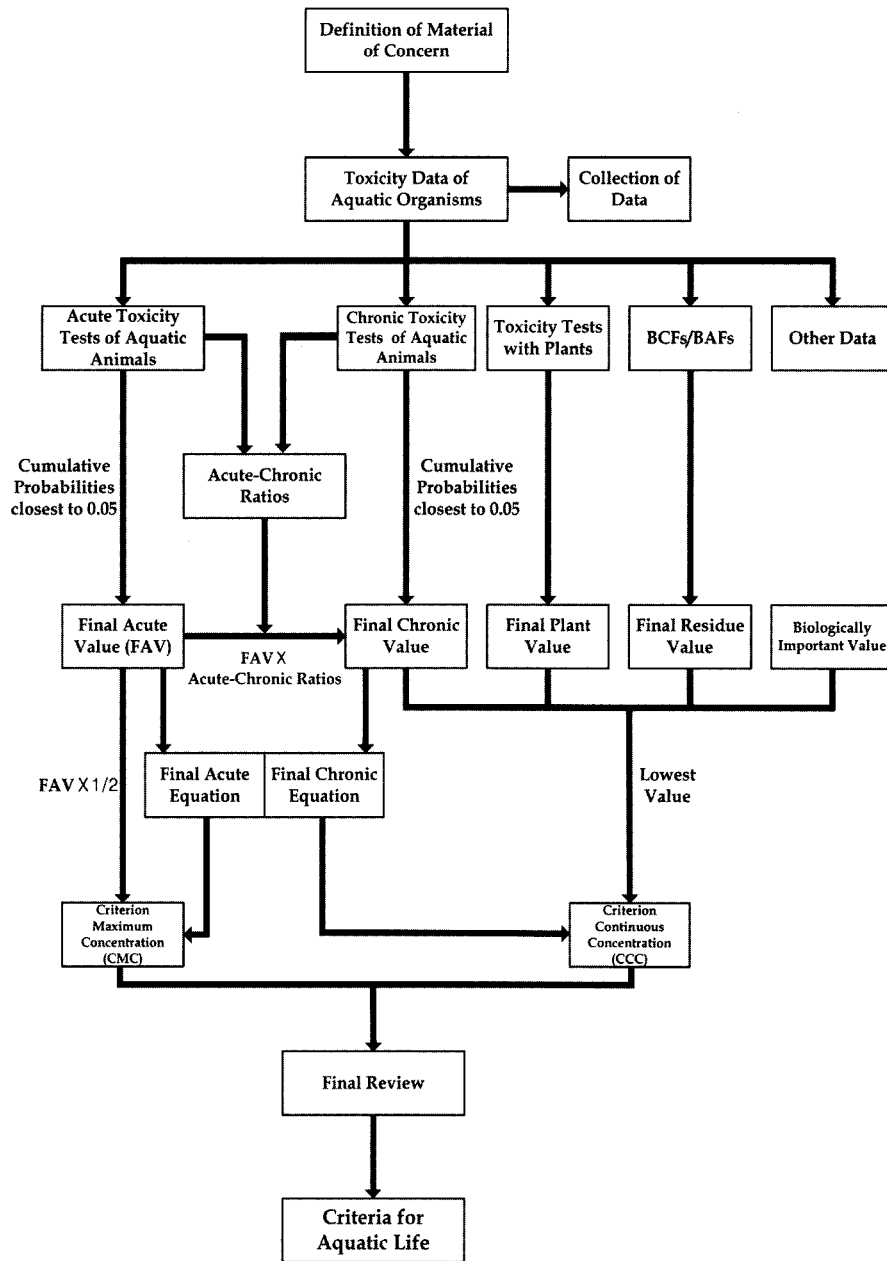 Definition of Material
of Concern
Toxicity Data of
Aquatic Organisms
Collection of
Data
Acute Toxicity
Tests of Aquatic
Animals
Chronic Toxicity
Tests of Aquatic
Animals
Toxicity Tests
with Plants
BCFs/BAFs
Other Data
Cumulative
Probabilities
closest to 0.05
Acute-Chronic
Ratios
Cumulative
Probabilities
closest to 0.05
Final Acute
Value (FAV)
FAV X
Acute-Chronic Ratios
Final Chronic
Value
Final Plant
Value
Final Residue
Value
Biologically
Important Value
FAV X 1/2
Final Acute
Equation
Final Chronic
Equation
Lowest
Value
Criterion
Maximum
Concentration
(CMC)
Criterion
Continuous
Concentration
(CCC)
Final Review
Criteria for
Aquatic Life